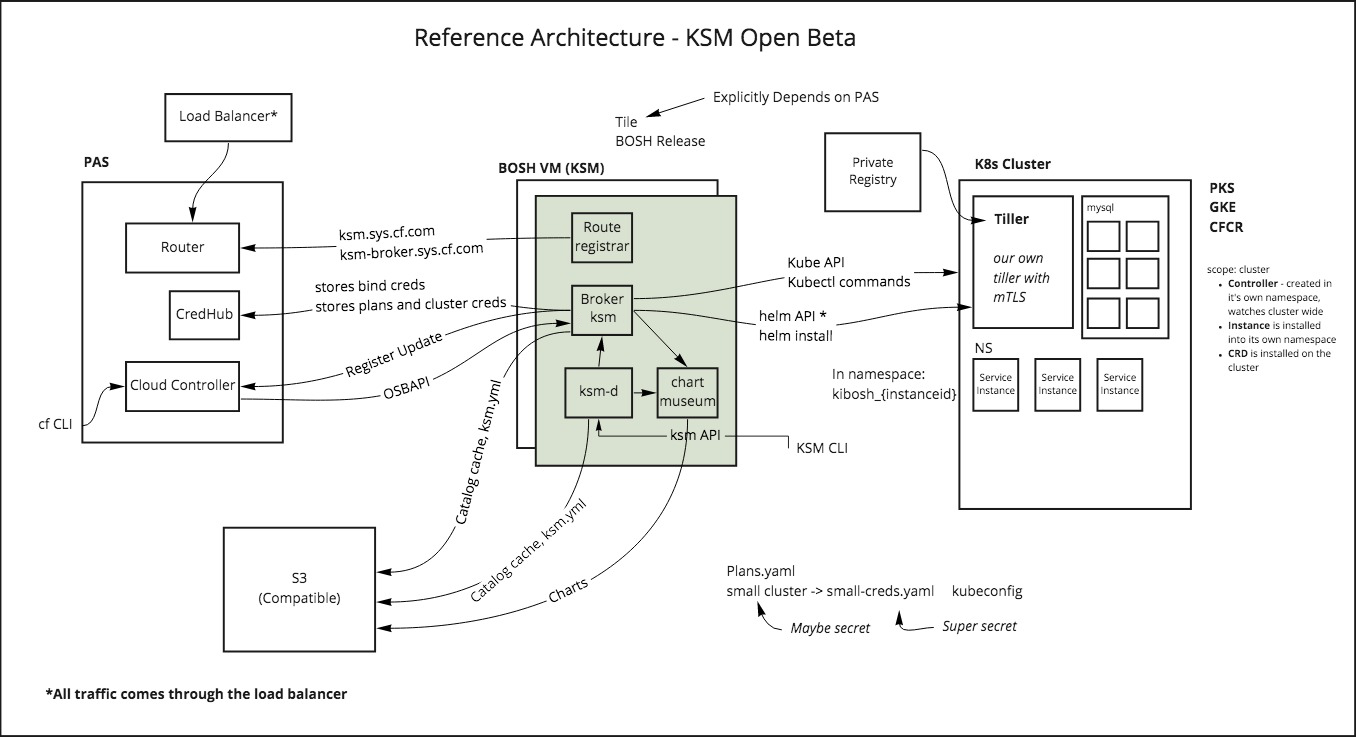 Reference Architecture - KSM Open Beta
Load Balancer*
Explicitly Depends on PAS
Tile
BOSH Release
PAS
Router
CredHub
Cloud Controller
cf CLI
ksm.sys.cf.com
ksm-broker.sys.cf.com
stores bind creds
stores plans and cluster creds
Register Update
OSBAPI
BOSH VM (KSM)
Route
registrar
Broker
ksm
ksm-d
chart
museum
ksm API
KSM CLI
Private
Registry
Kube API
Kubectl commands
helm API *
helm install
In namespace:
kibosh_{instanceid}
K8s Cluster
Tiller
our own
tiller with
mTLS
mysql
NS
Service
Instance
Service
Instance
Service
Instance
PKS
GKE
CFCR
scope: cluster
• Controller - created in
it's own namespace,
watches cluster wide
• Instance is installed
into its own namespace
• CRD is installed on the
cluster
Catalog cache, ksm.yml
Catalog cache, ksm.yml
Charts
S3
(Compatible)
Plans.yaml
small cluster -> small-creds.yaml kubeconfig
Maybe secret
Super secret
*All traffic comes through the load balancer